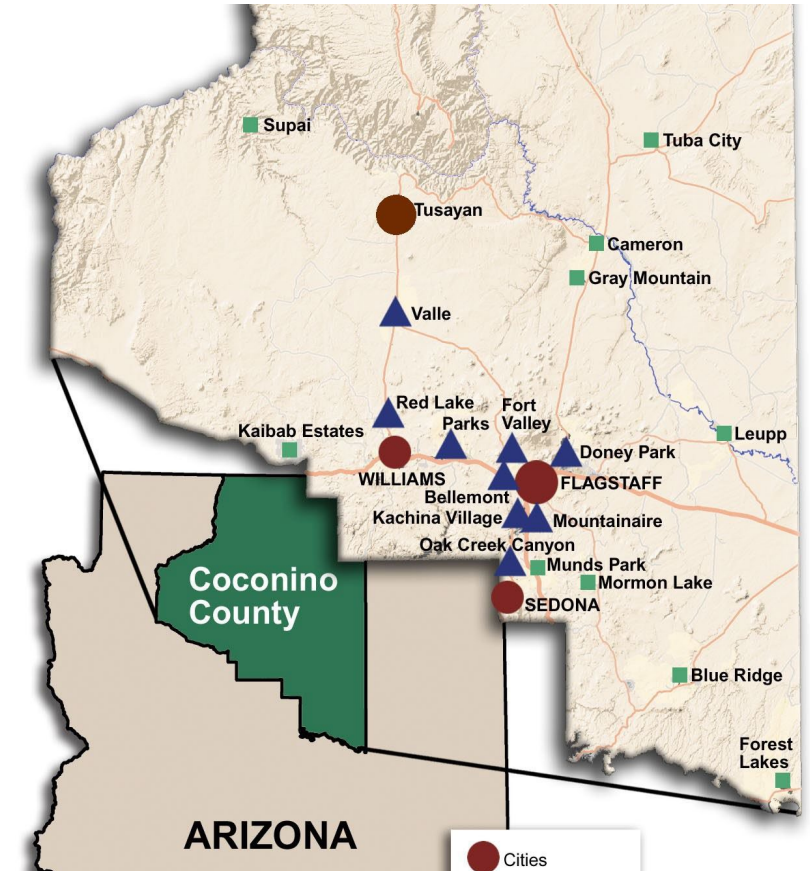 Supai
Tuba City
Tusayan
Cameron
Gray Mountain
Valle
Red Lake
Parks
Fort
Valley
Kaibab Estates
Leupp
Doney Park
WILLIAMS
FLAGSTAFF
Bellemont
Kachina Village
Mountainaire
Oak Creek Canyon
Munds Park
Mormon Lake
SEDONA
Coconino
County
Blue Ridge
Forest
Lakes
ARIZONA
Cities